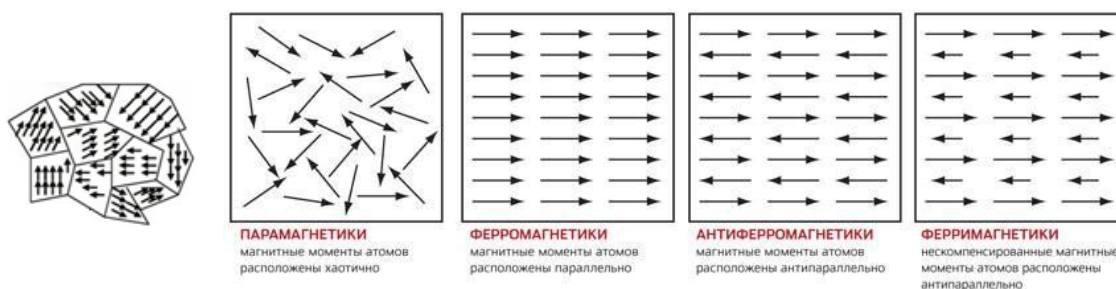 ПАРАМАГНЕТИКИ
магнитные моменты атомов
расположены хаотично
ФЕРРОМАГНЕТИКИ
магнитные моменты атомов
расположены параллельно
АНТИФЕРРОМАГНЕТИКИ
магнитные моменты атомов
расположены антипараллельно
ФЕРРИМАГНЕТИКИ
нескомпенсированные магнитные
моменты атомов расположены
антипараллельно